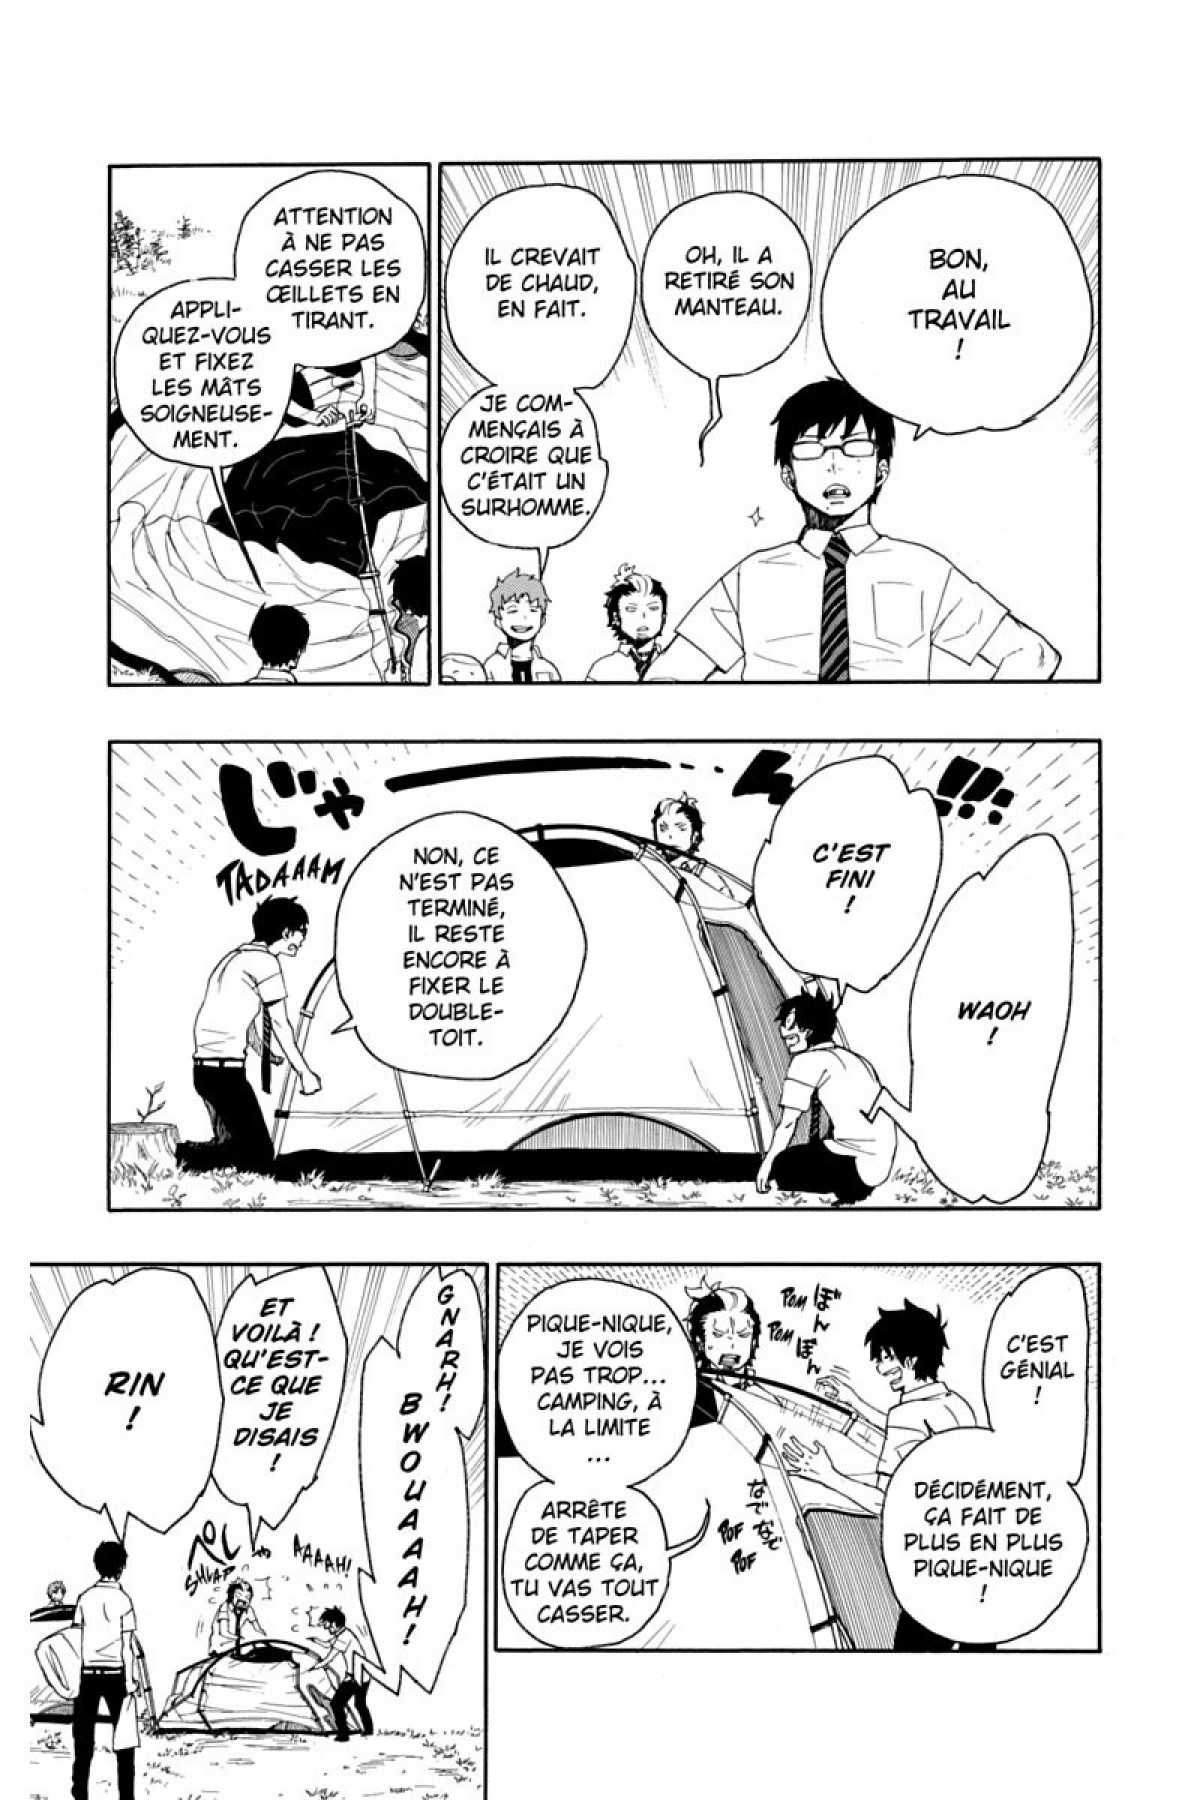 BON,
AU
TRAVAIL
!
OH, IL A
RETIRÉ SON
MANTEAU.
IL CREVAIT
DE CHAUD,
EN FAIT.
JE COM-
MENÇAIS À
CROIRE QUE
C'ÉTAIT UN
SURHOMME.
ATTENTION
À NE PAS
CASSER LES
ŒILLETS EN
TIRANT.
APPLI-
QUEZ-VOUS
ET FIXEZ
LES MÂTS
SOIGNEUSE-
MENT.
WAOH
!
C'EST
FINI
!
じゃーん!!!
TADAAAM
NON, CE
N'EST PAS
TERMINÉ,
IL RESTE
ENCORE À
FIXER LE
DOUBLE-
TOIT.
C'EST
GÉNIAL
!
DÉCIDÉMENT,
ÇA FAIT DE
PLUS EN PLUS
PIQUE-NIQUE
!
ぼん
ぼん
POM
POM
PIQUE-NIQUE,
JE VOIS
PAS TROP...
CAMPING, À
LA LIMITE
...
なでなで
POF
POF
ARRÊTE
DE TAPER
COMME ÇA,
TU VAS TOUT
CASSER.
GNARH!
BWOUAAAH!
ET
VOILÀ !
QU'EST-
CE QUE
JE
DISAIS
!
RIN
!
SHLAP
AAAAH!